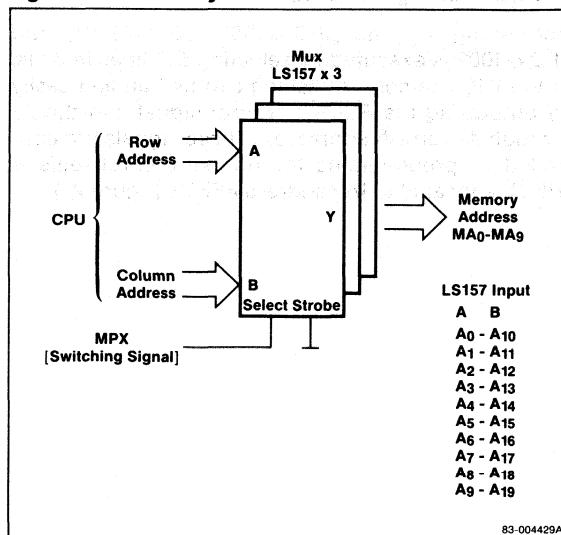 Mux
LS157 x 3
Row
Address
A
CPU
Y
Memory
Address
MA0-MA9
Column
Address
B
Select Strobe
MPX
[Switching Signal]
LS157 Input
A B
A0 - A10
A1 - A11
A2 - A12
A3 - A13
A4 - A14
A5 - A15
A6 - A16
A7 - A17
A8 - A18
A9 - A19
83-004429A